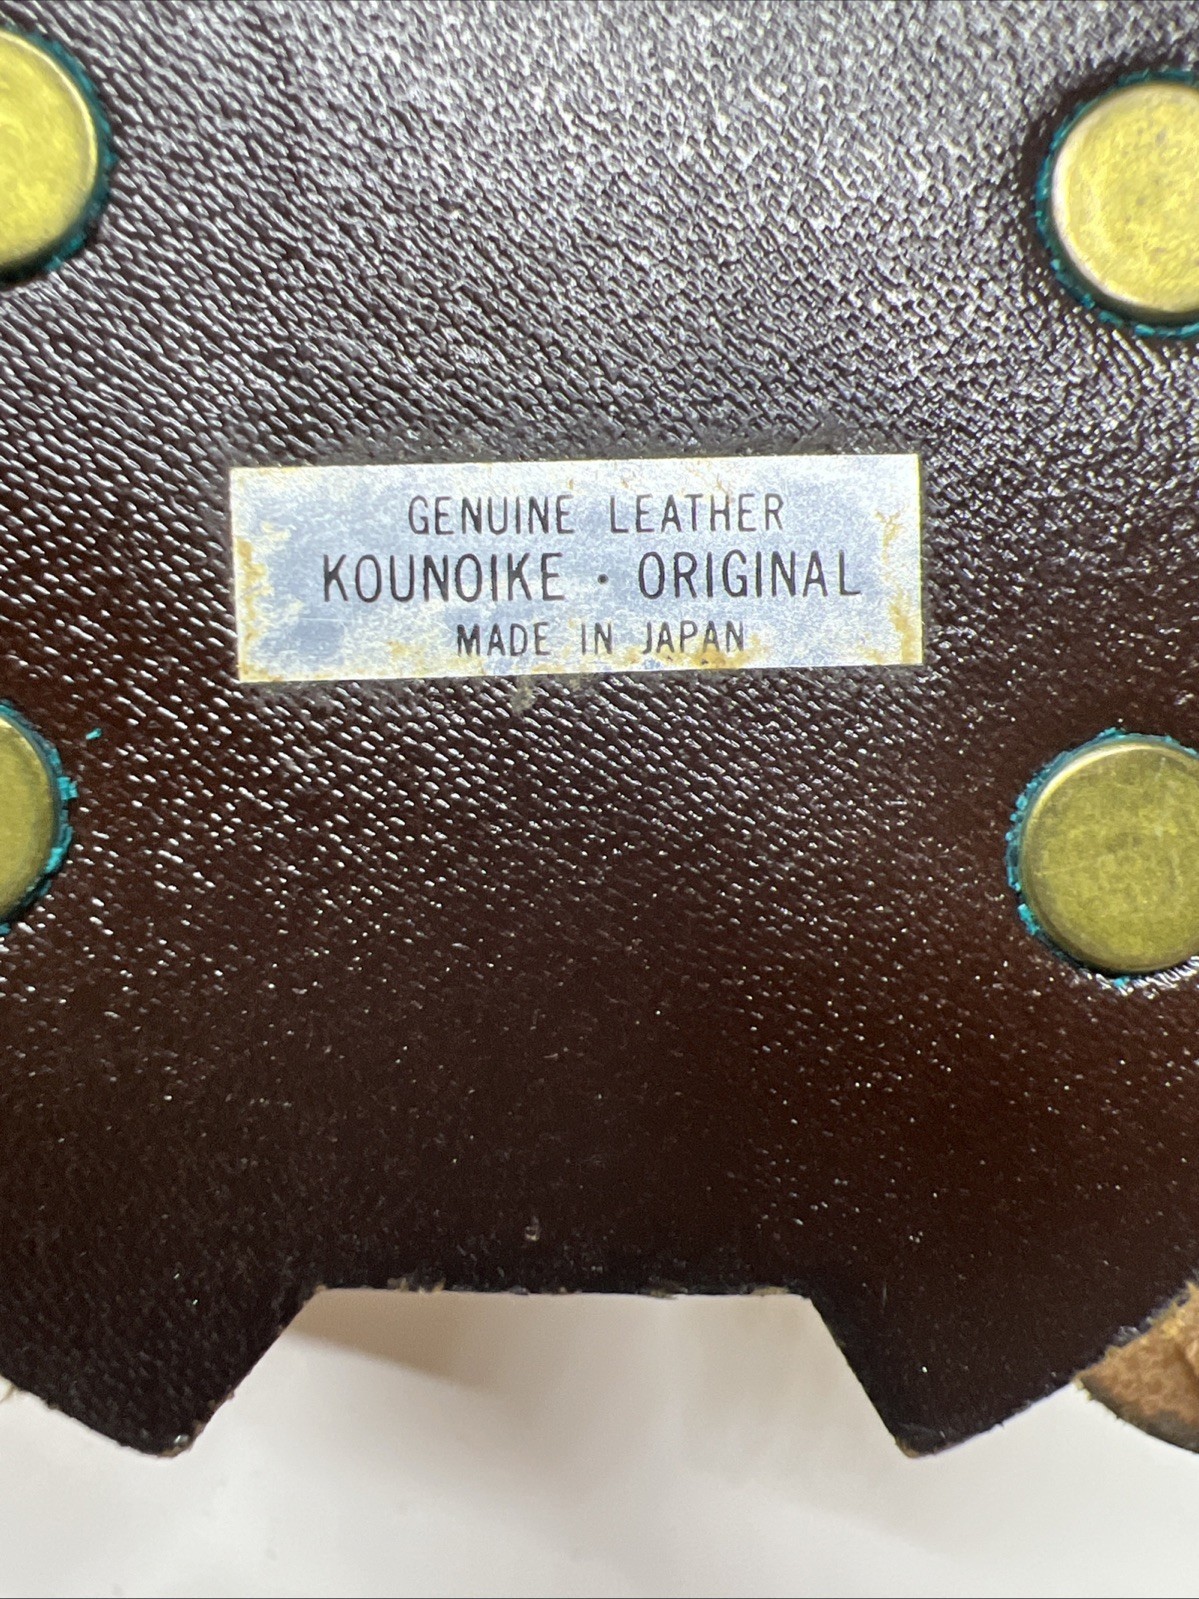 GENUINE LEATHER
KOUNOIKE · ORIGINAL
MADE IN JAPAN